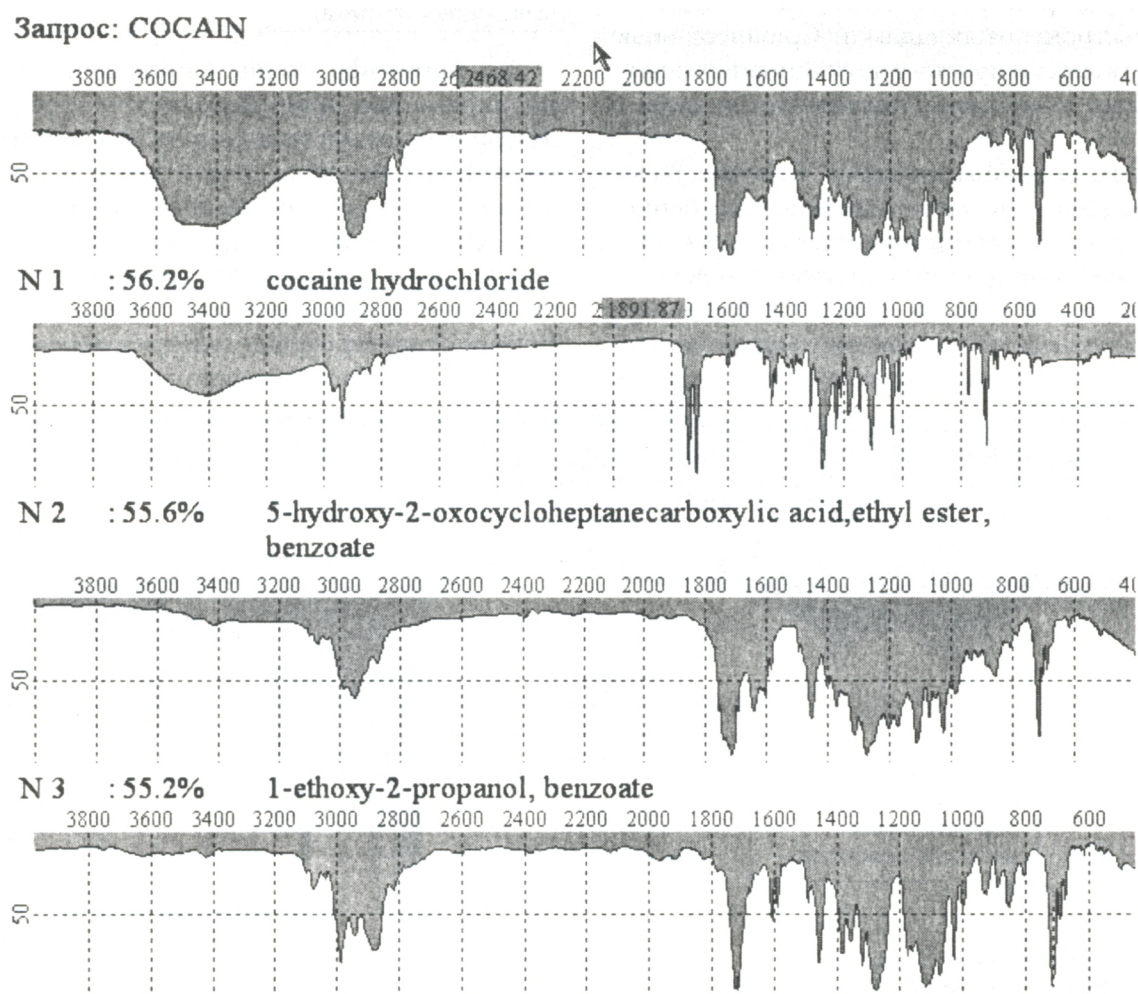 Запрос: COCAIN
3800 3600 3400 3200 3000 2800 2468.42 2200 2000 1800 1600 1400 1200 1000 800 600
50
N 1 : 56.2% cocaine hydrochloride
3800 3600 3400 3200 3000 2800 2600 2400 2200 1891.87 1600 1400 1200 1000 800 600 400
50
N 2 : 55.6% 5-hydroxy-2-oxocycloheptanecarboxylic acid,ethyl ester,
benzoate
3800 3600 3400 3200 3000 2800 2600 2400 2200 2000 1800 1600 1400 1200 1000 800 600
50
N 3 : 55.2% 1-ethoxy-2-propanol, benzoate
3800 3600 3400 3200 3000 2800 2600 2400 2200 2000 1800 1600 1400 1200 1000 800 600
50